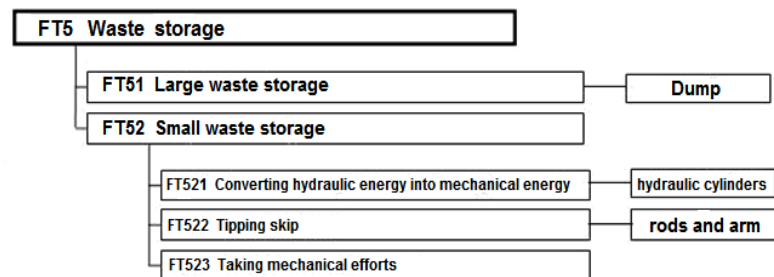 FT5 Waste storage
FT51 Large waste storage
Dump
FT52 Small waste storage
FT521 Converting hydraulic energy into mechanical energy
hydraulic cylinders
FT522 Tipping skip
rods and arm
FT523 Taking mechanical efforts